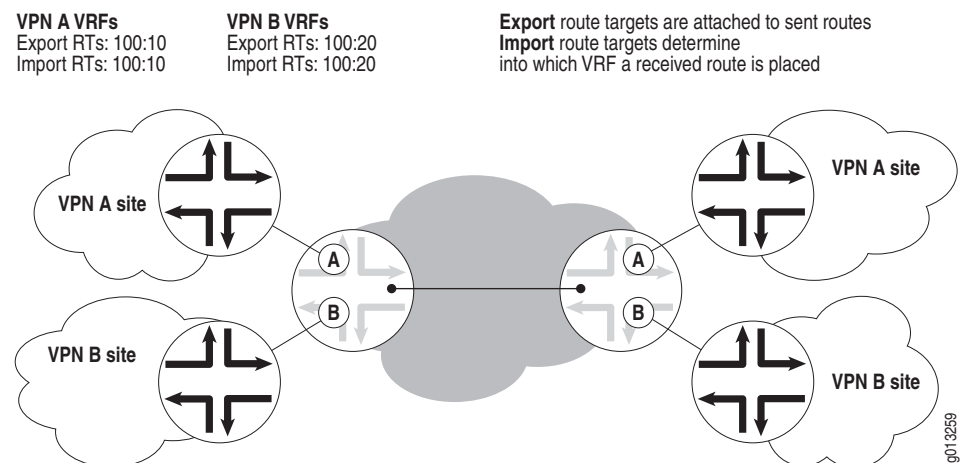 VPN A VRFs
Export RTs: 100:10
Import RTs: 100:10
VPN B VRFs
Export RTs: 100:20
Import RTs: 100:20
Export route targets are attached to sent routes
Import route targets determine
into which VRF a received route is placed
VPN A site
VPN A site
A
A
B
B
VPN B site
VPN B site
g013259